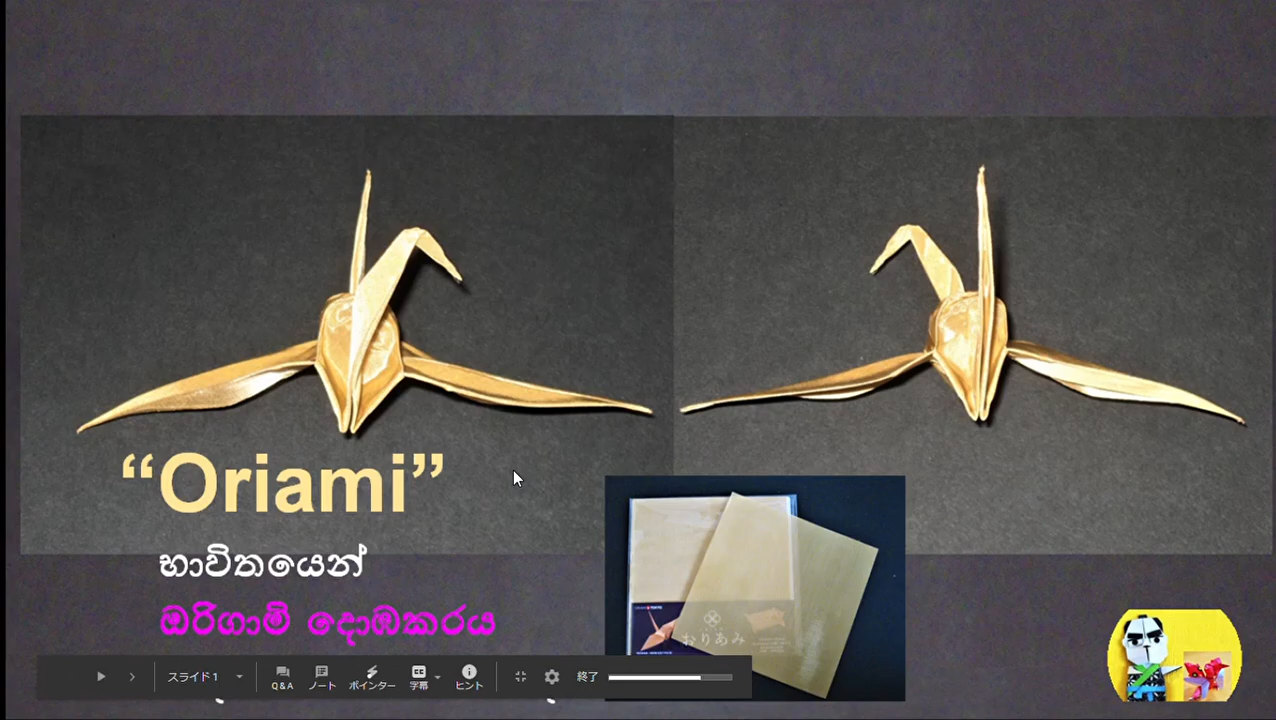 “Oriami”
භාවිතයෙන්
ඔරිගාමි දොඹකරය
おりあみ
スライド 1
Q&A
ノート
ポインター
字幕
ヒント
終了